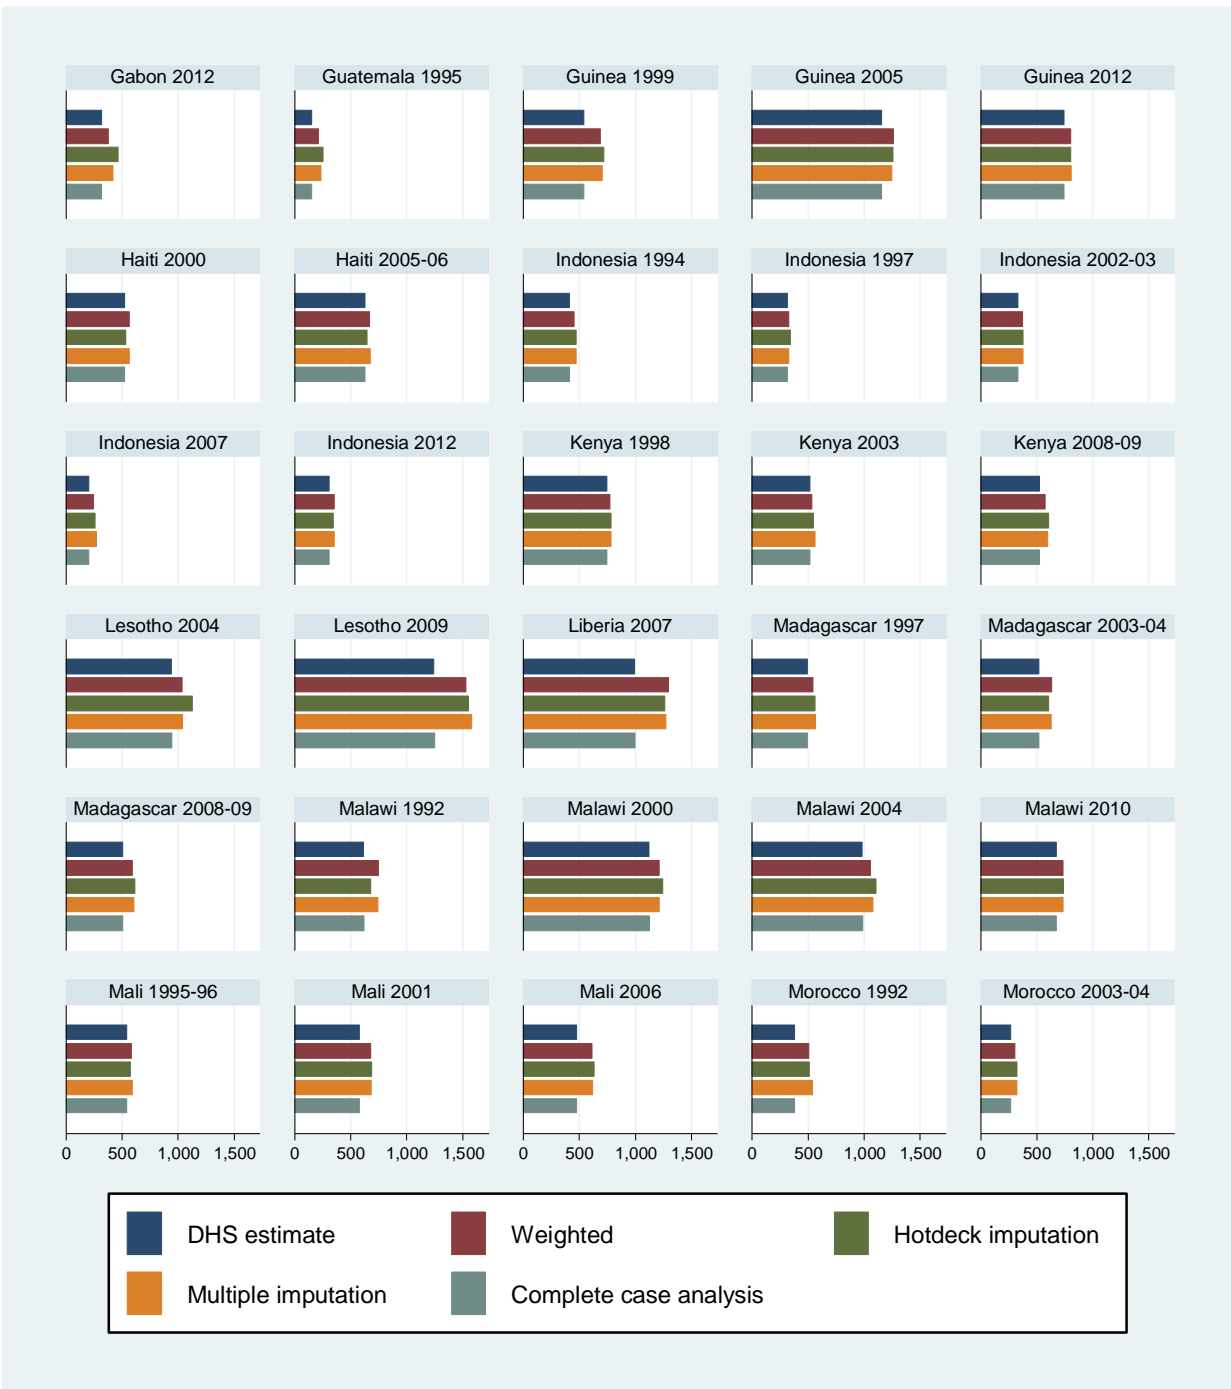 Gabon 2012 Guatemala 1995 Guinea 1999 Guinea 2005 Guinea 2012
Haiti 2000 Haiti 2005-06 Indonesia 1994 Indonesia 1997 Indonesia 2002-03
Indonesia 2007 Indonesia 2012 Kenya 1998 Kenya 2003 Kenya 2008-09
Lesotho 2004 Lesotho 2009 Liberia 2007 Madagascar 1997 Madagascar 2003-04
Madagascar 2008-09 Malawi 1992 Malawi 2000 Malawi 2004 Malawi 2010
Mali 1995-96 Mali 2001 Mali 2006 Morocco 1992 Morocco 2003-04
0 500 1,000 1,500 0 500 1,000 1,500 0 500 1,000 1,500 0 500 1,000 1,500 0 500 1,000 1,500
DHS estimate Weighted Hotdeck imputation
Multiple imputation Complete case analysis